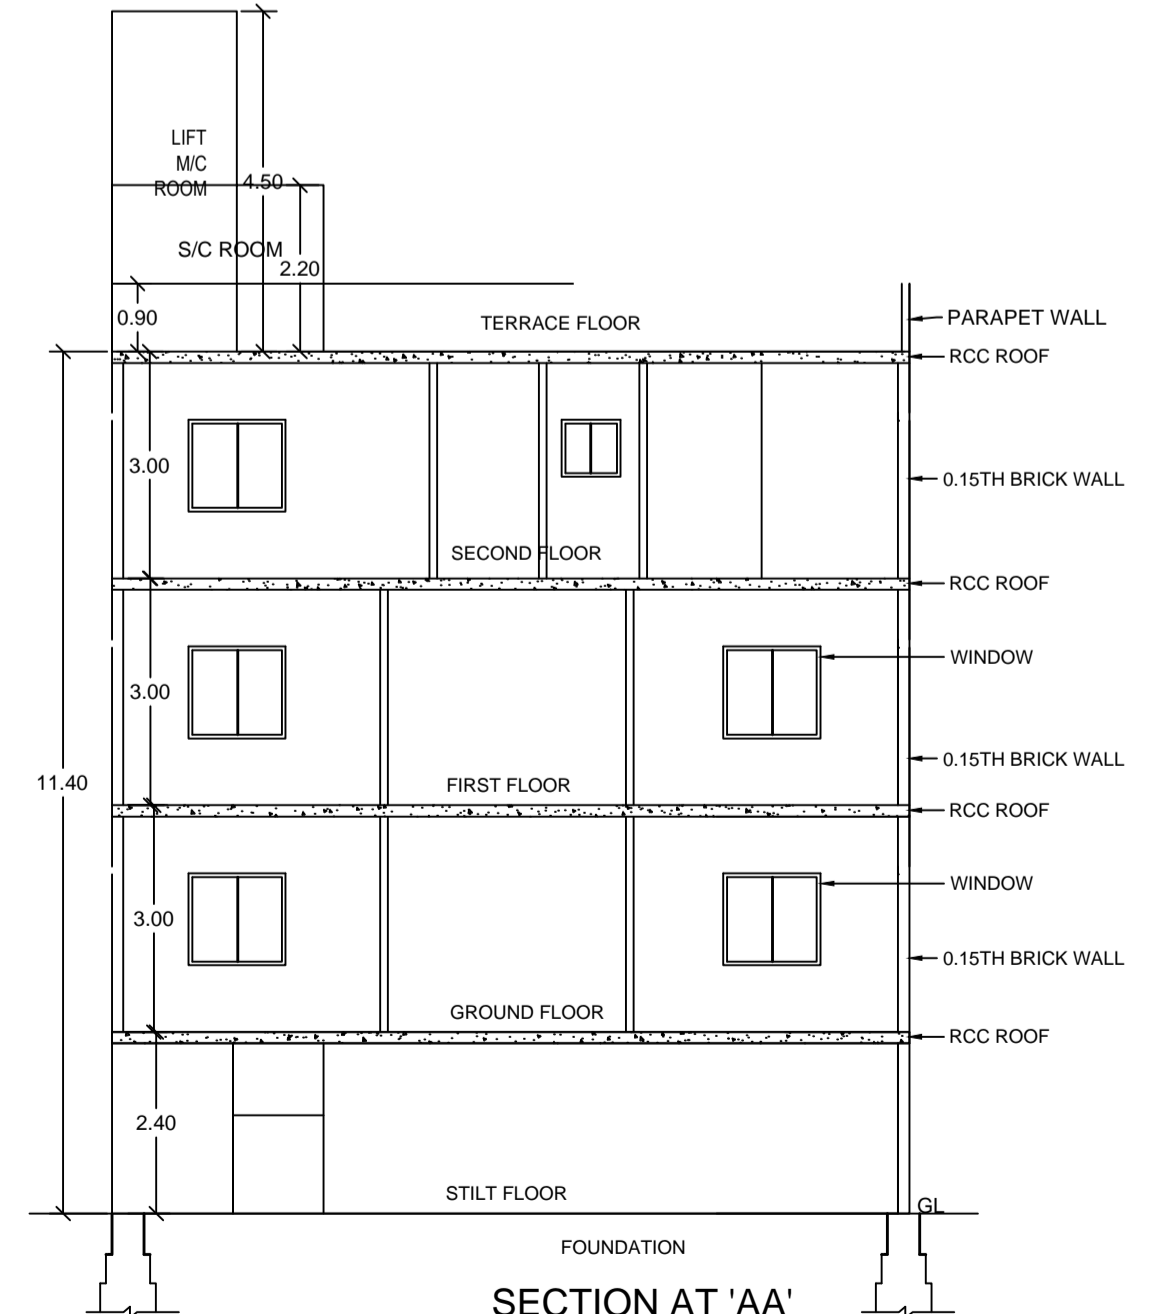 LIFT
M/C
ROOM
4.50
S/C ROOM
2.20
0.90
TERRACE FLOOR
PARAPET WALL
RCC ROOF
3.00
0.15TH BRICK WALL
SECOND FLOOR
RCC ROOF
WINDOW
3.00
0.15TH BRICK WALL
11.40
FIRST FLOOR
RCC ROOF
WINDOW
3.00
0.15TH BRICK WALL
GROUND FLOOR
RCC ROOF
2.40
STILT FLOOR
GL
FOUNDATION
SECTION AT 'AA'